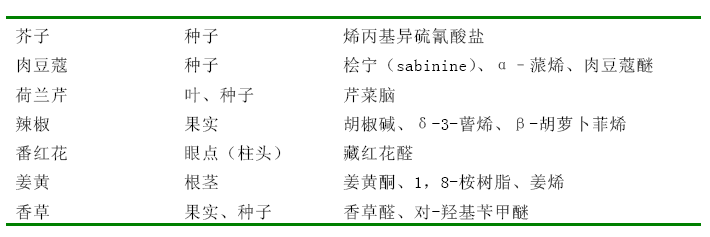 芥子 种子 烯丙基异硫氰酸盐
肉豆蔻 种子 桧宁（sabinine）、α-蒎烯、肉豆蔻醚
荷兰芹 叶、种子 芹菜脑
辣椒 果实 胡椒碱、δ-3-蒈烯、β-胡萝卜菲烯
番红花 眼点（柱头） 藏红花醛
姜黄 根茎 姜黄酮、1，8-桉树脂、姜烯
香草 果实、种子 香草醛、对-羟基苄甲醚